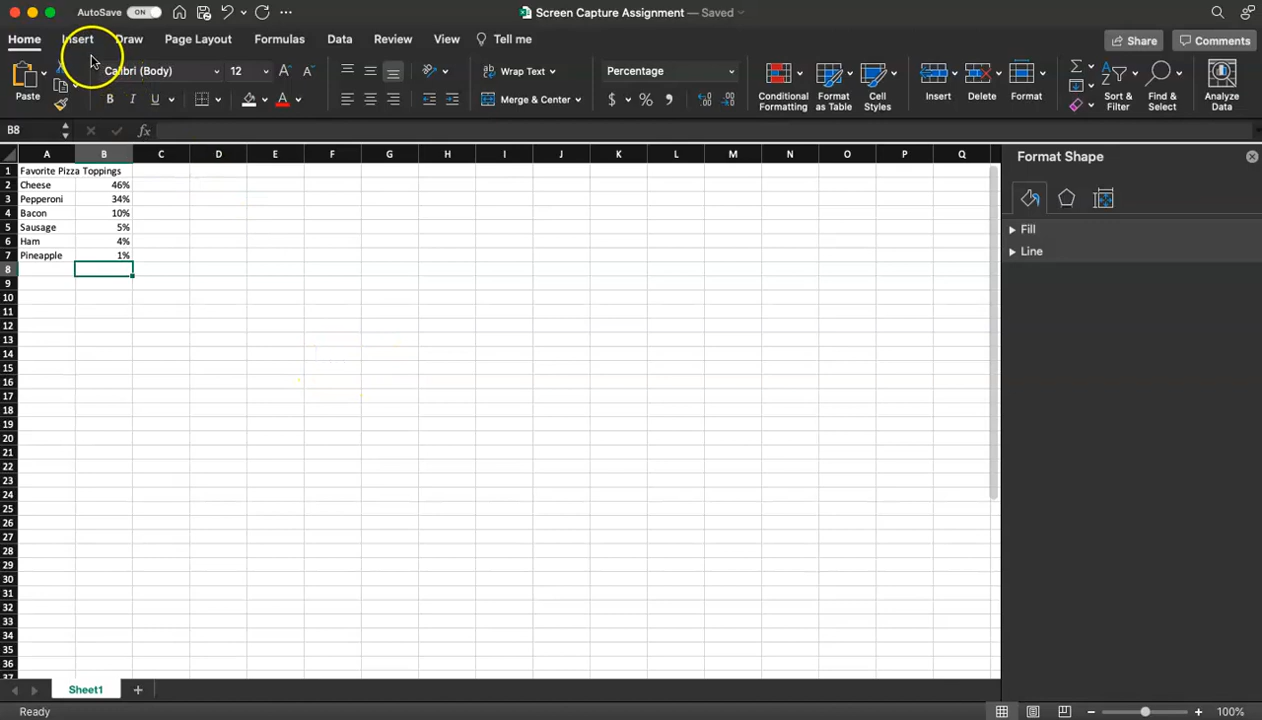 AutoSave ON Screen Capture Assignment — Saved
Home Insert Draw Page Layout Formulas Data Review View Tell me Share Comments
Paste Calibri (Body) 12 Wrap Text Percentage Conditional Formatting Format as Table Cell Styles Insert Delete Format Sort & Filter Find & Select Analyze Data
B I U Merge & Center $ %
B8 fx
A B C D E F G H I J K L M N O P Q
1 Favorite Pizza Toppings
2 Cheese 46%
3 Pepperoni 34%
4 Bacon 10%
5 Sausage 5%
6 Ham 4%
7 Pineapple 1%
8
9
10
11
12
13
14
15
16
17
18
19
20
21
22
23
24
25
26
27
28
29
30
31
32
33
34
35
36
37
Format Shape
Fill
Line
Sheet1
Ready 100%